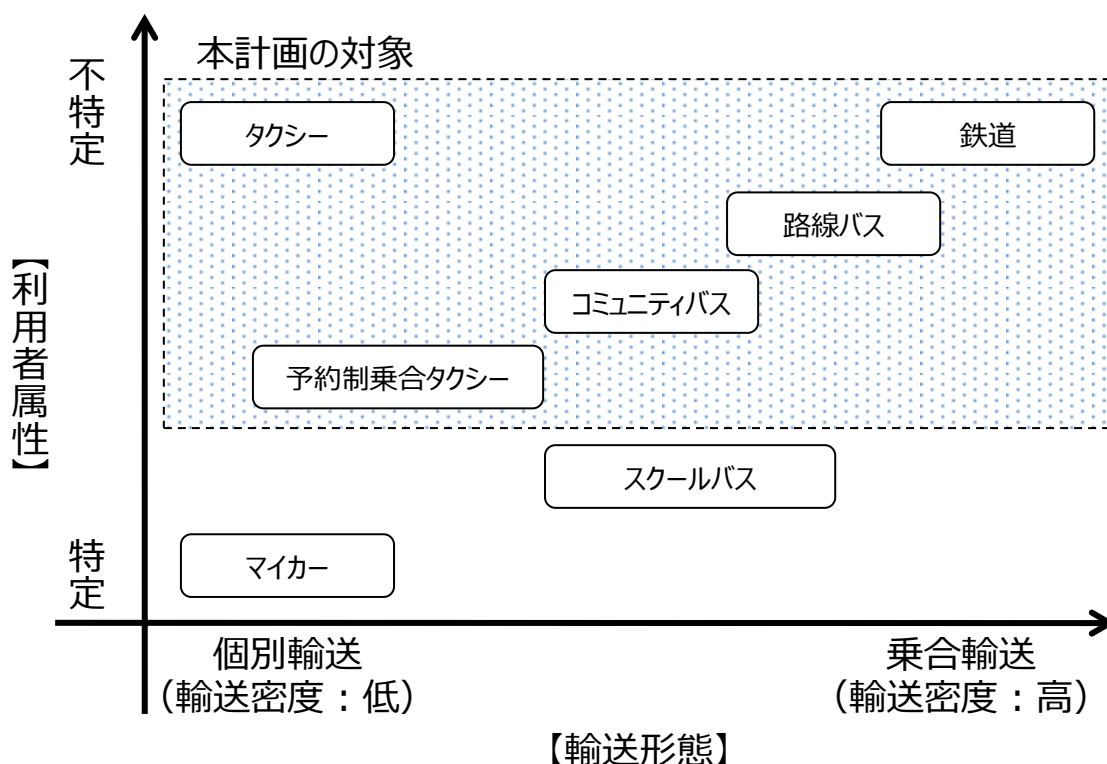 本計画の対象
不特定
タクシー
鉄道
路線バス
コミュニティバス
予約制乗合タクシー
【利用者属性】
スクールバス
特定
マイカー
個別輸送
（輸送密度：低）
乗合輸送
（輸送密度：高）
【輸送形態】